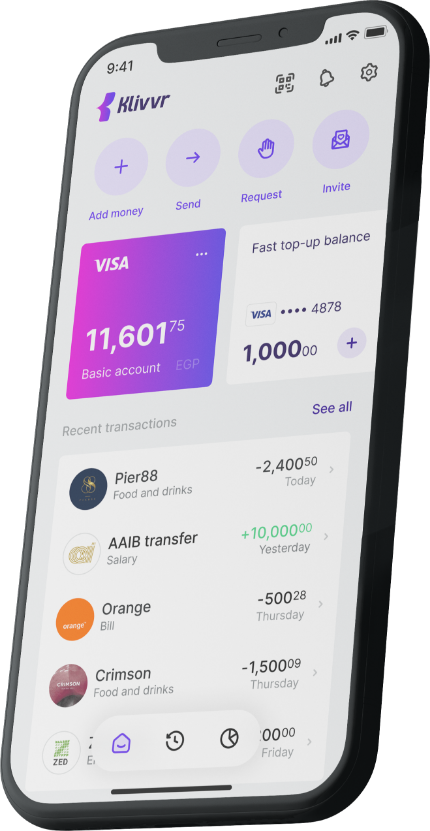 9:41
Klivvr
Add money
Send
Request
Invite
VISA
11,601 75
Basic account EGP
Fast top-up balance
VISA •••• 4878
1,000 00
Recent transactions
See all
Pier88
Food and drinks
-2,400 50
Today
AAIB transfer
Salary
+10,000 00
Yesterday
Orange
Bill
orange
-500 28
Thursday
Crimson
Food and drinks
CRIMSON
-1,500 09
Thursday
ZED
00 00
Friday